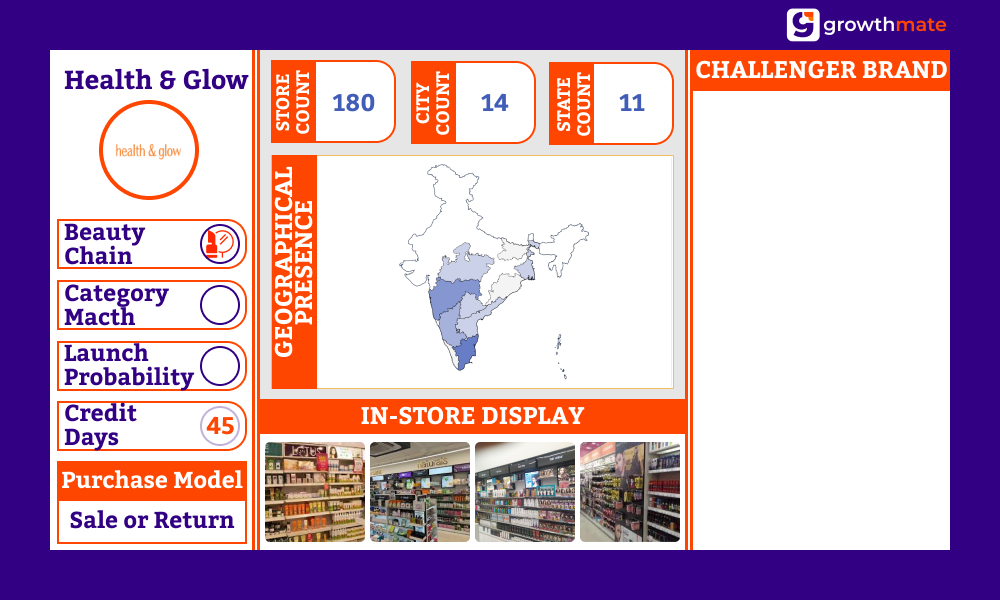 growthmate
Health & Glow
health & glow
Beauty
Chain
Category
Macth
Launch
Probability
Credit
Days
45
Purchase Model
Sale or Return
STORE
COUNT
180
CITY
COUNT
14
STATE
COUNT
11
GEOGRAPHICAL
PRESENCE
IN-STORE DISPLAY
naturals
CHALLENGER BRAND